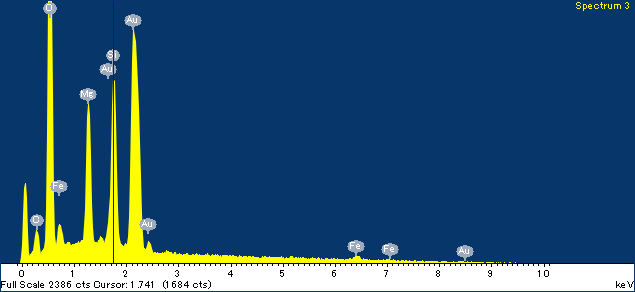 Spectrum 3
O
Au
Si
Au
Mg
Fe
C
Au
Fe
Fe
Au
0 1 2 3 4 5 6 7 8 9 10
Full Scale 2386 cts Cursor: 1.741 (1684 cts) keV